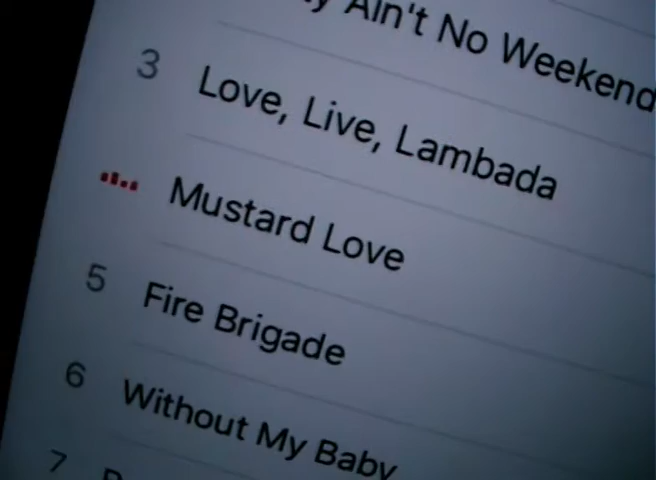 Ain't No Weekend
3 Love, Live, Lambada
Mustard Love
5 Fire Brigade
6 Without My Baby
7